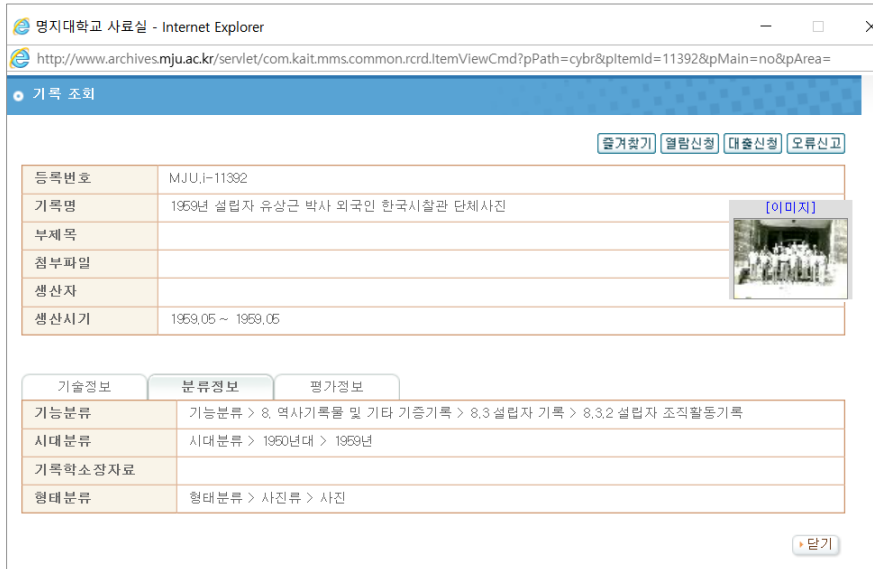 명지대학교 사료실 - Internet Explorer
http://www.archives.mju.ac.kr/servlet/com.kait.mms.common.rcrd.ItemViewCmd?pPath=cybr&pItemId=11392&pMain=no&pArea=
기록 조회
즐겨찾기 열람신청 대출신청 오류신고
등록번호 MJU,i-11392
기록명 1959년 설립자 유상근 박사 외국인 한국시찰관 단체사진
[이미지]
부제목
첨부파일
생산자
생산시기 1959,05 ~ 1959,05
기술정보 분류정보 평가정보
기능분류 기능분류 > 8, 역사기록물 및 기타 기증기록 > 8,3 설립자 기록 > 8,3,2 설립자 조직활동기록
시대분류 시대분류 > 1950년대 > 1959년
기록학소장자료
형태분류 형태분류 > 사진류 > 사진
닫기